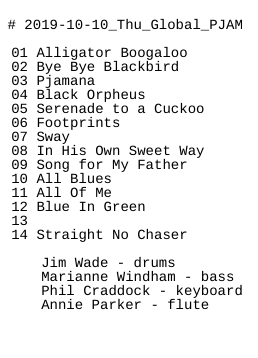 # 2019-10-10_Thu_Global_PJAM
01 Alligator Boogaloo
02 Bye Bye Blackbird
03 Pjamana
04 Black Orpheus
05 Serenade to a Cuckoo
06 Footprints
07 Sway
08 In His Own Sweet Way
09 Song for My Father
10 All Blues
11 All Of Me
12 Blue In Green
13
14 Straight No Chaser
Jim Wade - drums
Marianne Windham - bass
Phil Craddock - keyboard
Annie Parker - flute